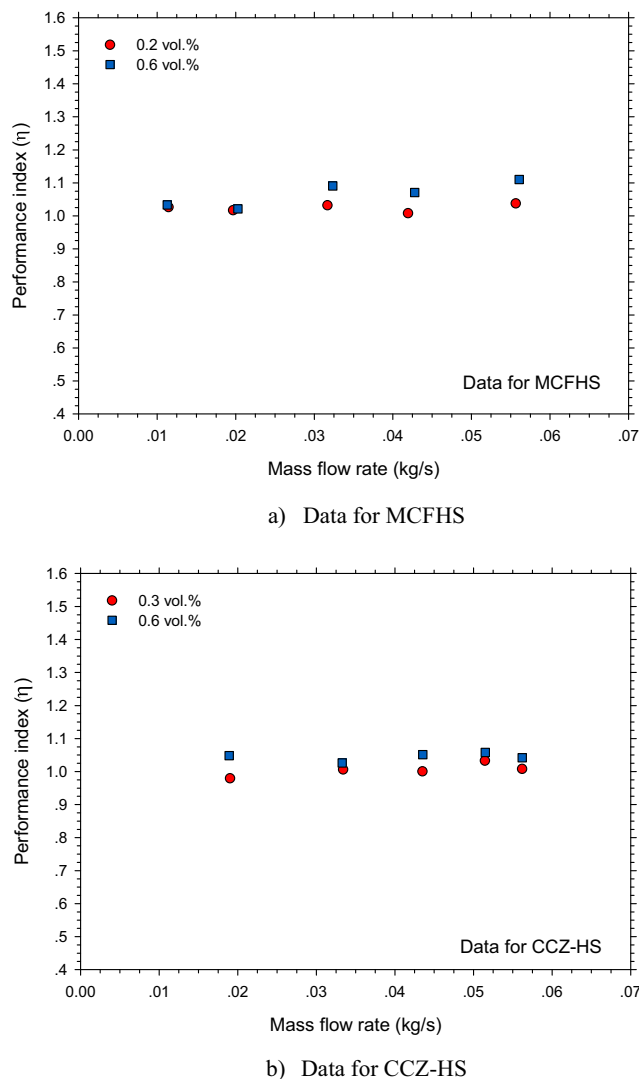 1.6
1.5
1.4
1.3
1.2
1.1
1.0
.9
.8
.7
.6
.5
.4
Performance index (η)
0.2 vol.%
0.6 vol.%
Data for MCFHS
0.00 .01 .02 .03 .04 .05 .06 .07
Mass flow rate (kg/s)
a) Data for MCFHS
1.6
1.5
1.4
1.3
1.2
1.1
1.0
.9
.8
.7
.6
.5
.4
Performance index (η)
0.3 vol.%
0.6 vol.%
Data for CCZ-HS
0.00 .01 .02 .03 .04 .05 .06 .07
Mass flow rate (kg/s)
b) Data for CCZ-HS